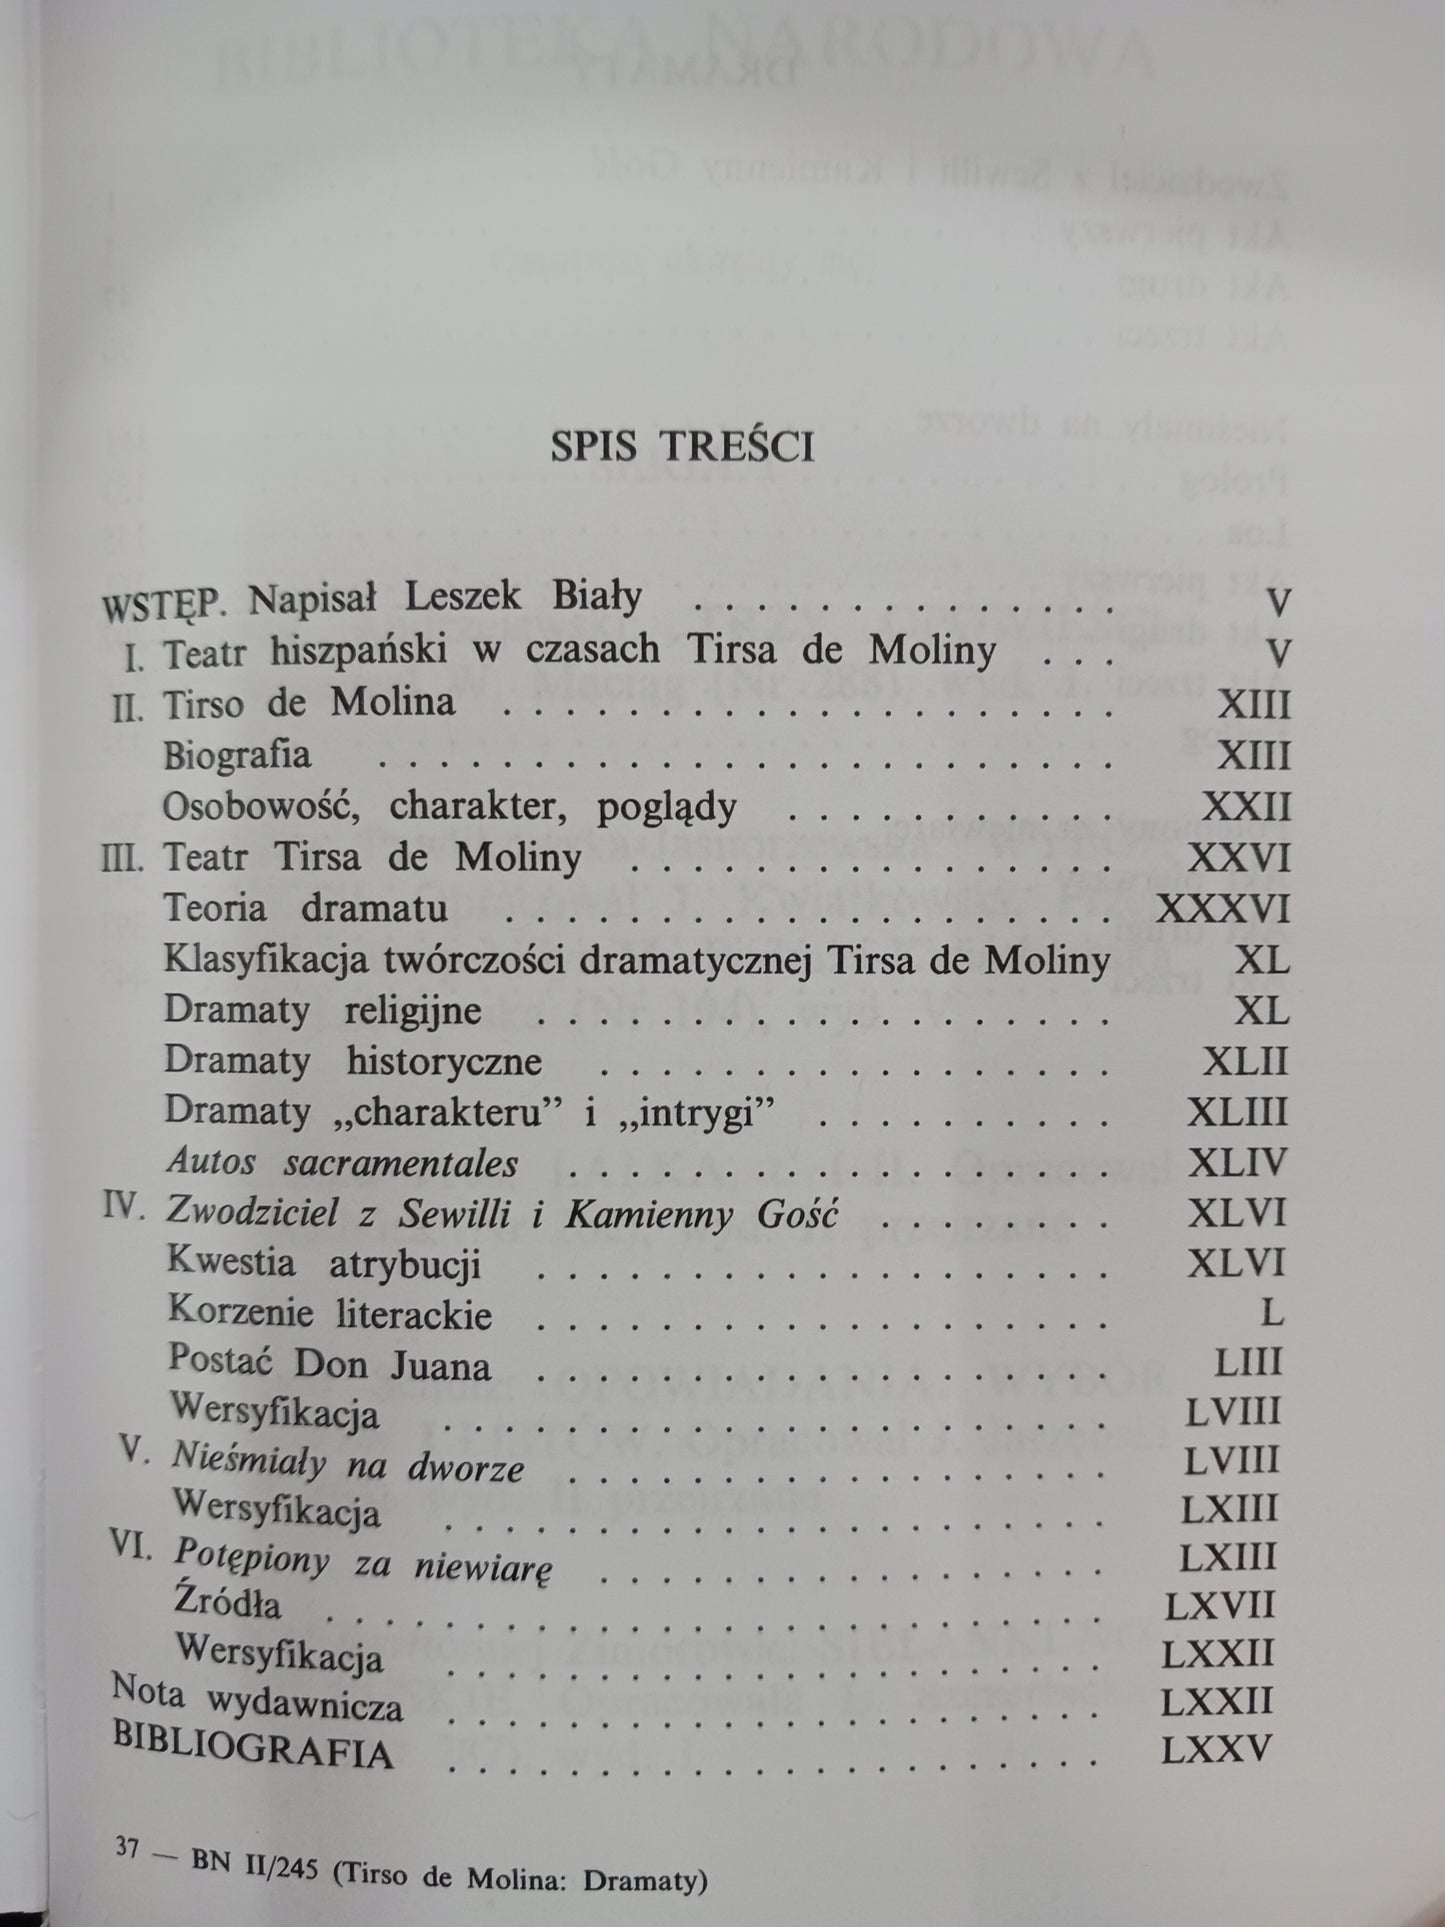 SPIS TREŚCI
WSTĘP. Napisał Leszek Biały . . . . . . . . . . . . . . V
I. Teatr hiszpański w czasach Tirsa de Moliny . . . V
II. Tirso de Molina . . . . . . . . . . . . . . . . . . . . XIII
Biografia . . . . . . . . . . . . . . . . . . . . . . . . XIII
Osobowość, charakter, poglądy . . . . . . . . . . . XXII
III. Teatr Tirsa de Moliny . . . . . . . . . . . . . . . . XXVI
Teoria dramatu . . . . . . . . . . . . . . . . . . . . XXXVI
Klasyfikacja twórczości dramatycznej Tirsa de Moliny XL
Dramaty religijne . . . . . . . . . . . . . . . . . . . XL
Dramaty historyczne . . . . . . . . . . . . . . . . . XLII
Dramaty „charakteru” i „intrygi” . . . . . . . . . . XLIII
Autos sacramentales . . . . . . . . . . . . . . . . . . XLIV
IV. Zwodziciel z Sewilli i Kamienny Gość . . . . . . . . XLVI
Kwestia atrybucji . . . . . . . . . . . . . . . . . . . XLVI
Korzenie literackie . . . . . . . . . . . . . . . . . . . L
Postać Don Juana . . . . . . . . . . . . . . . . . . . LIII
Wersyfikacja . . . . . . . . . . . . . . . . . . . . . . LVIII
V. Nieśmiały na dworze . . . . . . . . . . . . . . . . . . LVIII
Wersyfikacja . . . . . . . . . . . . . . . . . . . . . . LXIII
VI. Potępiony za niewiarę . . . . . . . . . . . . . . . . . LXIII
Źródła . . . . . . . . . . . . . . . . . . . . . . . . . . LXVII
Wersyfikacja . . . . . . . . . . . . . . . . . . . . . . LXXII
Nota wydawnicza . . . . . . . . . . . . . . . . . . . . . . LXXII
BIBLIOGRAFIA . . . . . . . . . . . . . . . . . . . . . . LXXV
37 — BN II/245 (Tirso de Molina: Dramaty)